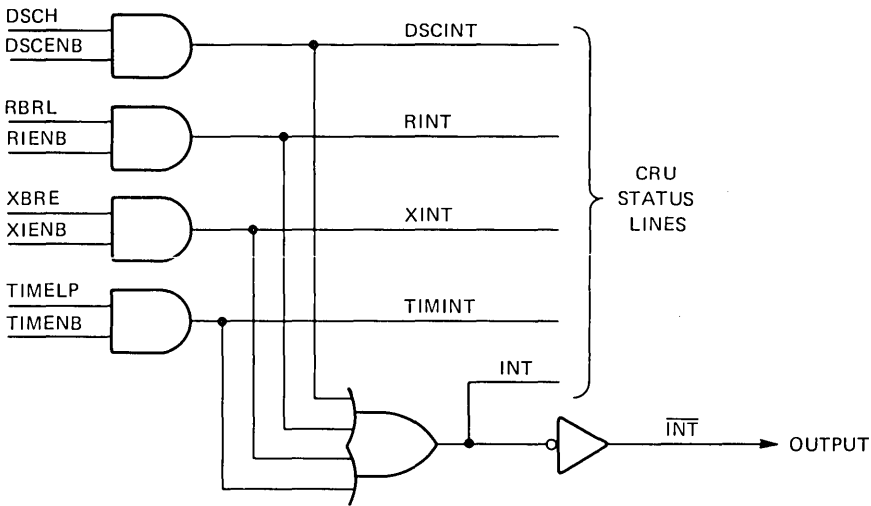 DSCH
DSCENB
DSCINT
RBRL
RIENB
RINT
XBRE
XIENB
XINT
TIMELP
TIMENB
TIMINT
CRU
STATUS
LINES
INT
INT
OUTPUT